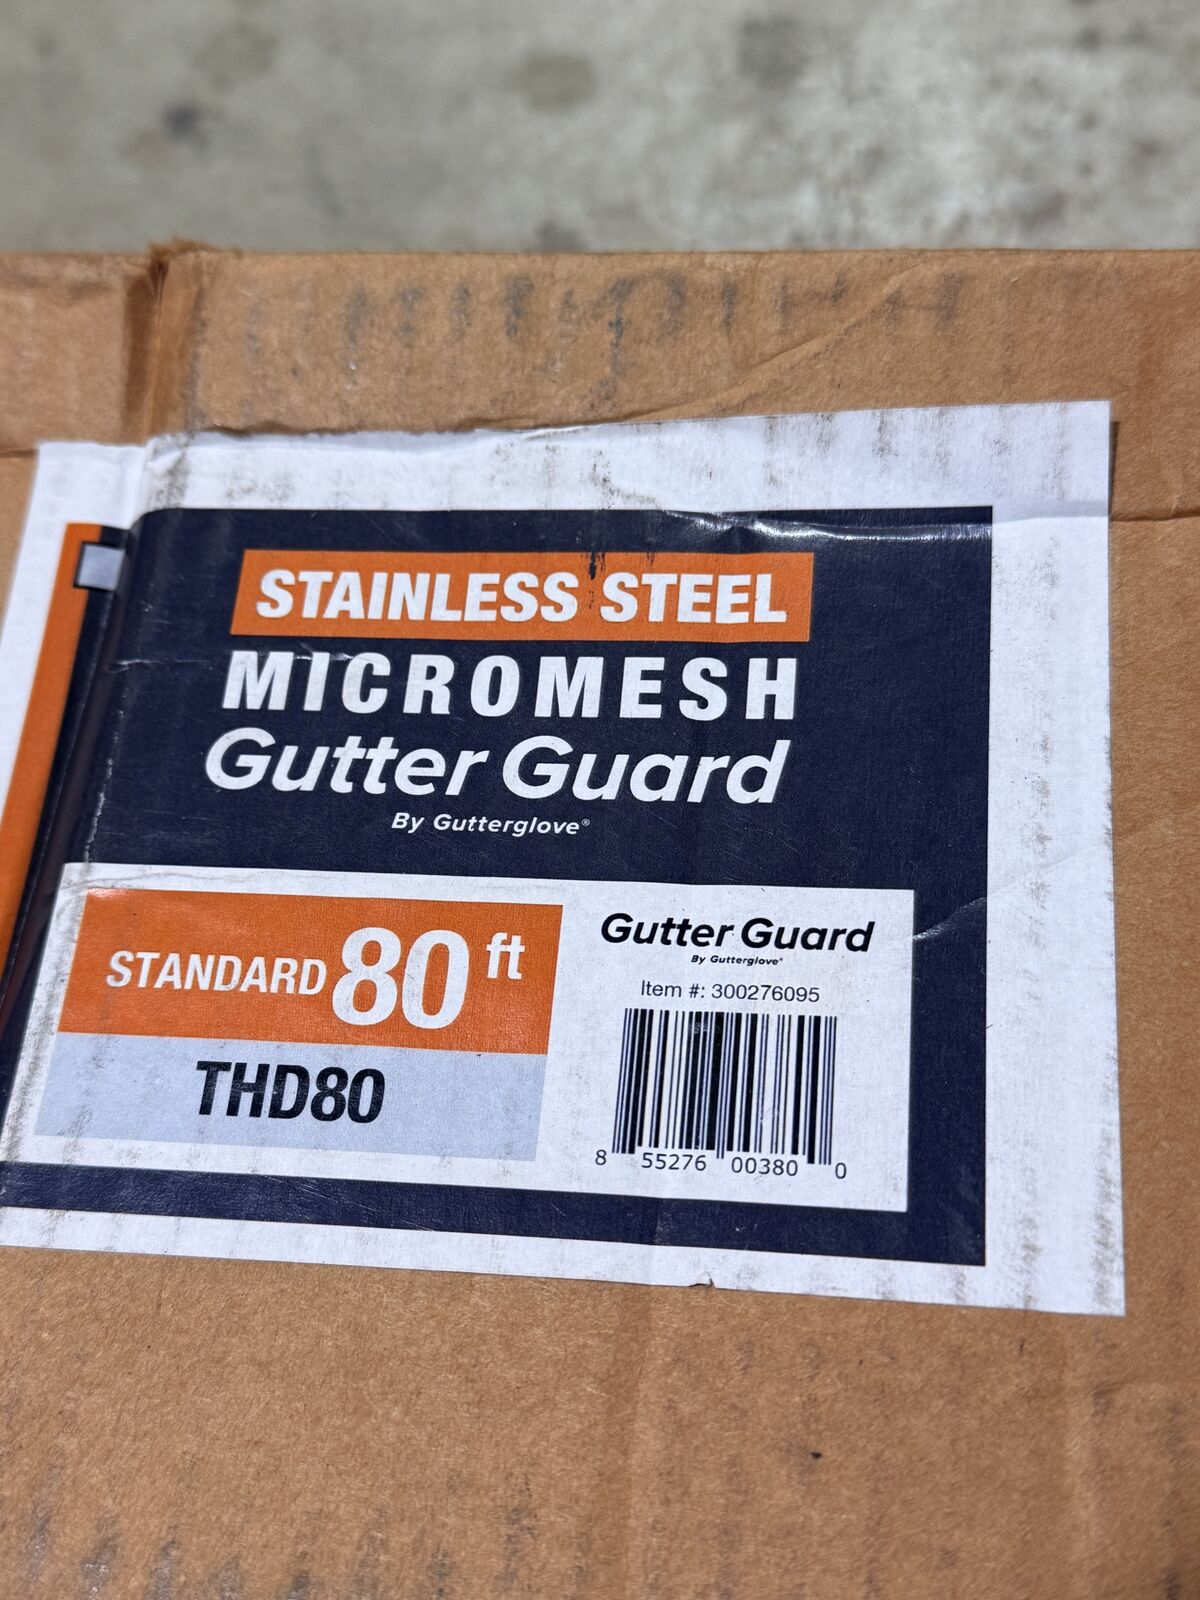 STAINLESS STEEL
MICROMESH
Gutter Guard
By Gutterglove®
STANDARD 80 ft
THD80
Gutter Guard
By Gutterglove®
Item #: 300276095
8 55276 00380 0